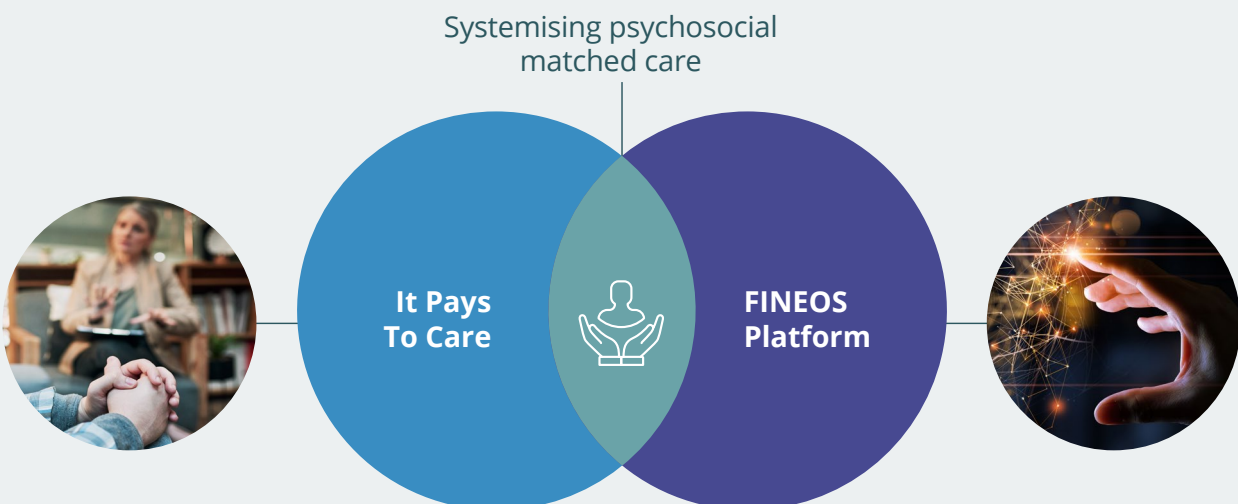 Systemising psychosocial
matched care
It Pays
To Care
FINEOS
Platform